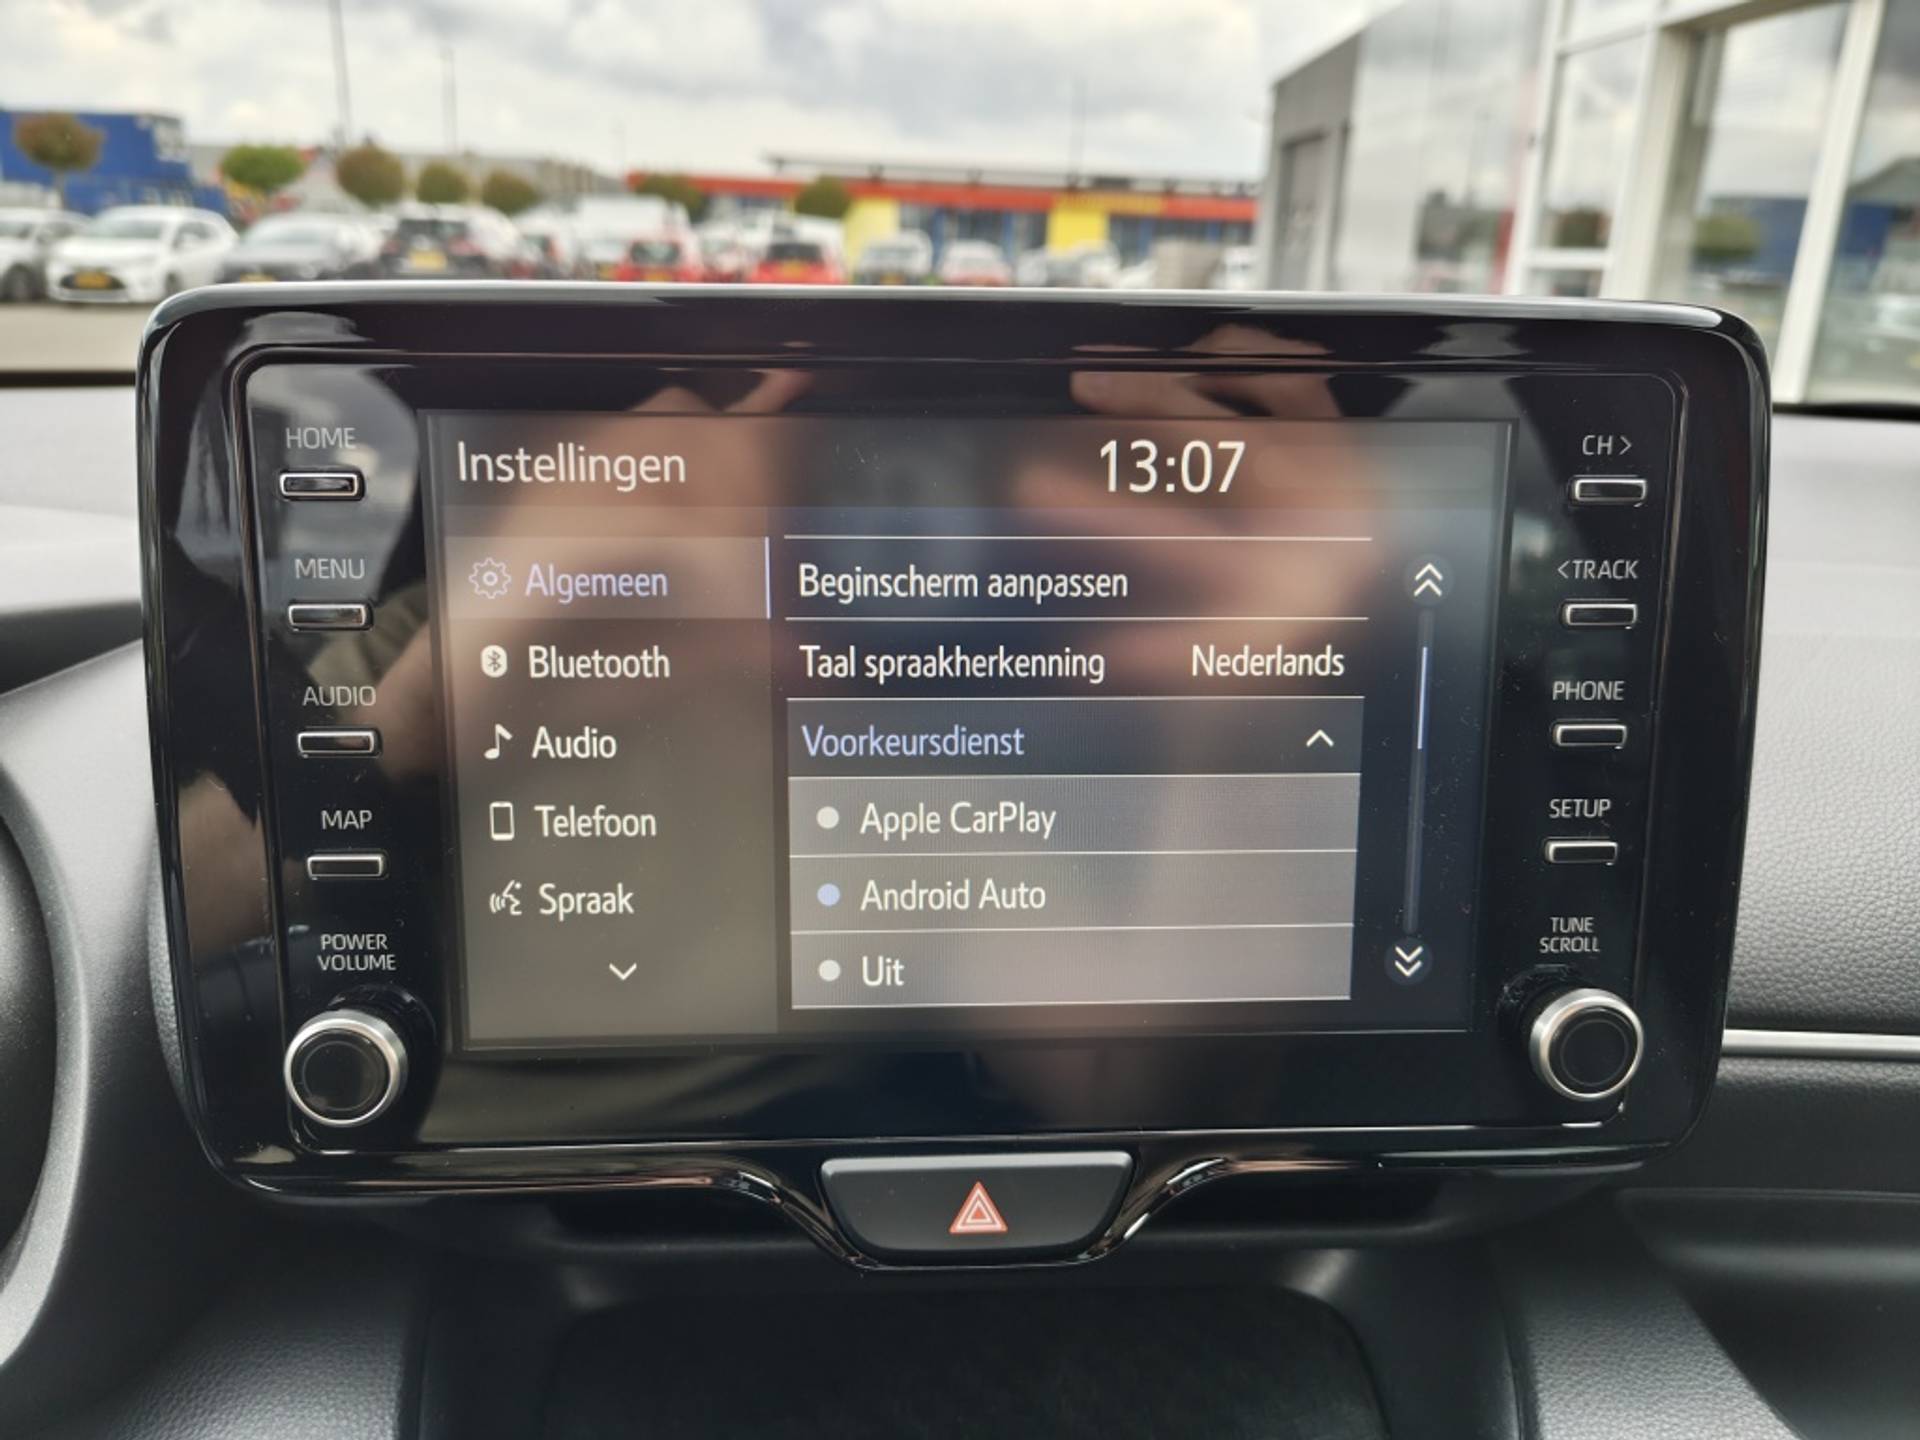 HOME
MENU
AUDIO
MAP
POWER
VOLUME
Instellingen
13:07
Algemeen
Bluetooth
Audio
Telefoon
Spraak
Beginscherm aanpassen
Taal spraakherkenning Nederlands
Voorkeursdienst
Apple CarPlay
Android Auto
Uit
CH >
< TRACK
PHONE
SETUP
TUNE
SCROLL